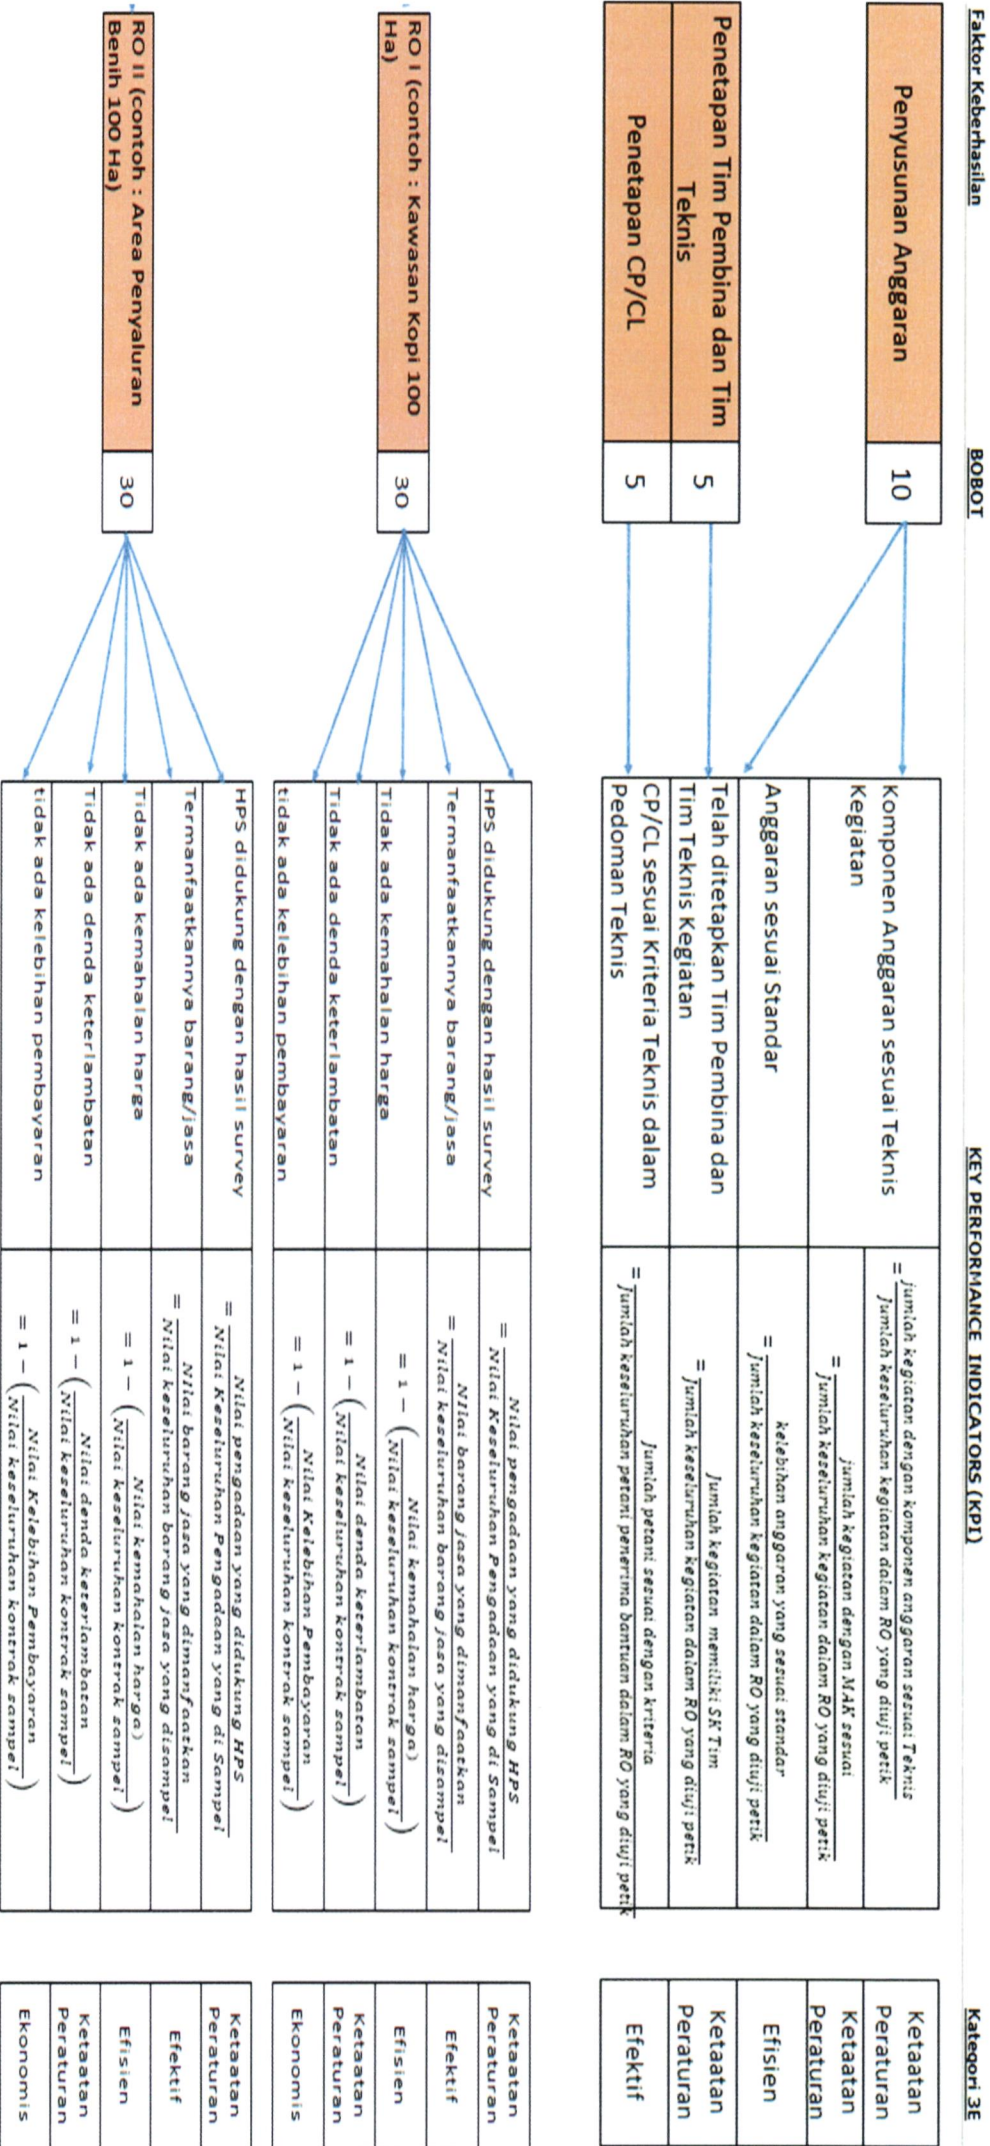 Faktor Keberhasilan
BOBOT
KEY PERFORMANCE INDICATORS (KPI)
Kategori 3E
Penyusunan Anggaran
10
Komponen Anggaran sesuai Teknis
Kegiatan
= jumlah kegiatan dengan komponen anggaran sesuai Teknis
jumlah keseluruhan kegiatan dalam RO yang diuji petik
Ketaatan
Peraturan
jumlah kegiatan dengan MAK sesuai
= jumlah keseluruhan kegiatan dalam RO yang diuji petik
Ketaatan
Peraturan
Anggaran sesuai Standar
kelebihan anggaran yang sesuai standar
= jumlah keseluruhan kegiatan dalam RO yang diuji petik
Efisien
Penetapan Tim Pembina dan Tim
Teknis
5
Telah ditetapkan Tim Pembina dan
Tim Teknis Kegiatan
jumlah kegiatan memiliki SK Tim
= jumlah keseluruhan kegiatan dalam RO yang diuji petik
Ketaatan
Peraturan
Penetapan CP/CL
5
CP/CL sesuai Kriteria Teknis dalam
Pedoman Teknis
jumlah petani sesuai dengan kriteria
= jumlah keseluruhan petani penerima bantuan dalam RO yang diuji petik
Efektif
RO I (contoh : Kawasan Kopi 100
Ha)
30
HPS didukung dengan hasil survey
Nilai pengadaan yang didukung HPS
= Nilai Keseluruhan Pengadaan yang di Sampel
Ketaatan
Peraturan
Termanfaatkannya barang/jasa
NIlai barang jasa yang dimanfaatkan
= Nilai keseluruhan barang jasa yang disampel
Efektif
Tidak ada kemahalan harga
Nilai kemahalan harga)
= 1 − (Nilai keseluruhan kontrak sampel)
Efisien
Tidak ada denda keterlambatan
Nilai denda keterlambatan
= 1 − (Nilai keseluruhan kontrak sampel)
Ketaatan
Peraturan
tidak ada kelebihan pembayaran
Nilai Kelebihan Pembayaran
= 1 − (Nilai keseluruhan kontrak sampel)
Ekonomis
RO II (contoh : Area Penyaluran
Benih 100 Ha)
30
HPS didukung dengan hasil survey
Nilai pengadaan yang didukung HPS
= Nilai Keseluruhan Pengadaan yang di Sampel
Ketaatan
Peraturan
Termanfaatkannya barang/jasa
NIlai barang jasa yang dimanfaatkan
= Nilai keseluruhan barang jasa yang disampel
Efektif
Tidak ada kemahalan harga
Nilai kemahalan harga)
= 1 − (Nilai keseluruhan kontrak sampel)
Efisien
Tidak ada denda keterlambatan
Nilai denda keterlambatan
= 1 − (Nilai keseluruhan kontrak sampel)
Ketaatan
Peraturan
tidak ada kelebihan pembayaran
Nilai Kelebihan Pembayaran
= 1 − (Nilai keseluruhan kontrak sampel)
Ekonomis